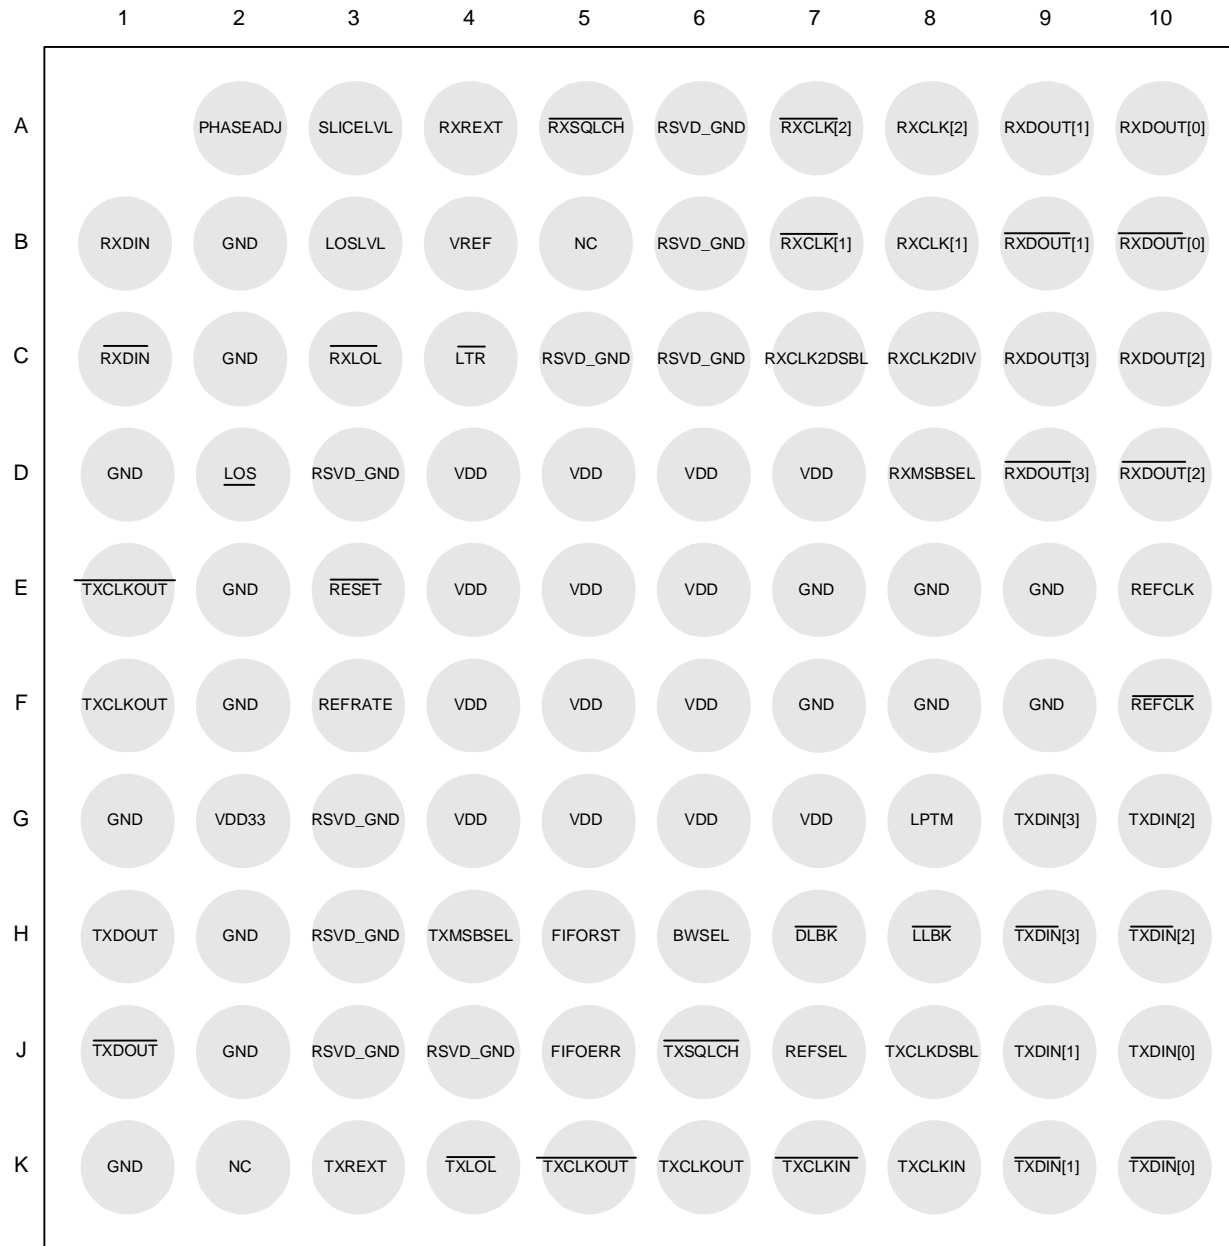 1 2 3 4 5 6 7 8 9 10
A PHASEADJ SLICELVL RXREXT RXSQLCH RSVD_GND RXCLK[2] RXCLK[2] RXDOUT[1] RXDOUT[0]
B RXDIN GND LOSLVL VREF NC RSVD_GND RXCLK[1] RXCLK[1] RXDOUT[1] RXDOUT[0]
C RXDIN GND RXLOL LTR RSVD_GND RSVD_GND RXCLK2DSBL RXCLK2DIV RXDOUT[3] RXDOUT[2]
D GND LOS RSVD_GND VDD VDD VDD VDD RXMSBSEL RXDOUT[3] RXDOUT[2]
E TXCLKOUT GND RESET VDD VDD VDD GND GND GND REFCLK
F TXCLKOUT GND REFRATE VDD VDD VDD GND GND GND REFCLK
G GND VDD33 RSVD_GND VDD VDD VDD VDD LPTM TXDIN[3] TXDIN[2]
H TXDOUT GND RSVD_GND TXMSBSEL FIFORST BWSEL DLBK LLBK TXDIN[3] TXDIN[2]
J TXDOUT GND RSVD_GND RSVD_GND FIFOERR TXSQLCH REFSEL TXCLKDSBL TXDIN[1] TXDIN[0]
K GND NC TXREXT TXLOL TXCLKOUT TXCLKOUT TXCLKIN TXCLKIN TXDIN[1] TXDIN[0]